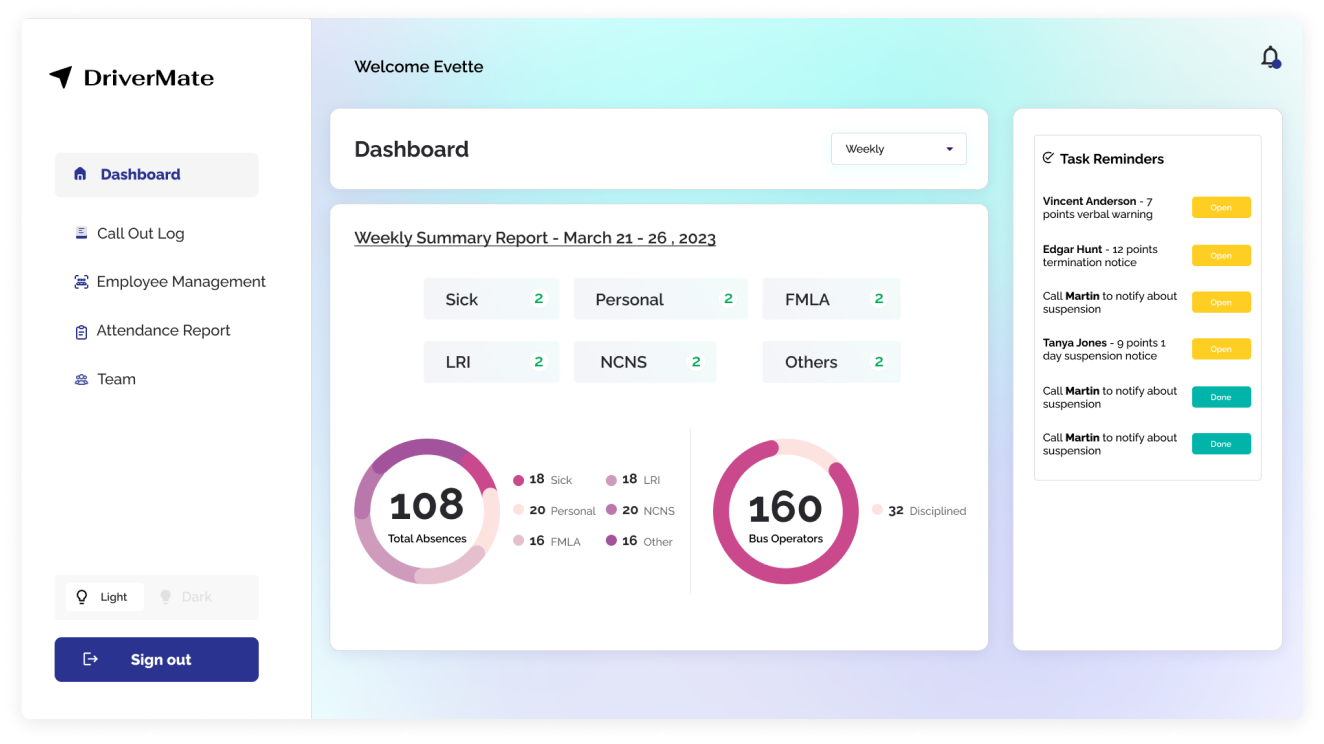 DriverMate
Dashboard
Call Out Log
Employee Management
Attendance Report
Team
Light
Dark
Sign out
Welcome Evette
Dashboard
Weekly
Weekly Summary Report - March 21 - 26 , 2023
Sick 2
Personal 2
FMLA 2
LRI 2
NCNS 2
Others 2
108
Total Absences
18 Sick
18 LRI
20 Personal
20 NCNS
16 FMLA
16 Other
160
Bus Operators
32 Disciplined
Task Reminders
Vincent Anderson - 7
points verbal warning
Open
Edgar Hunt - 12 points
termination notice
Open
Call Martin to notify about
suspension
Open
Tanya Jones - 9 points 1
day suspension notice
Open
Call Martin to notify about
suspension
Done
Call Martin to notify about
suspension
Done